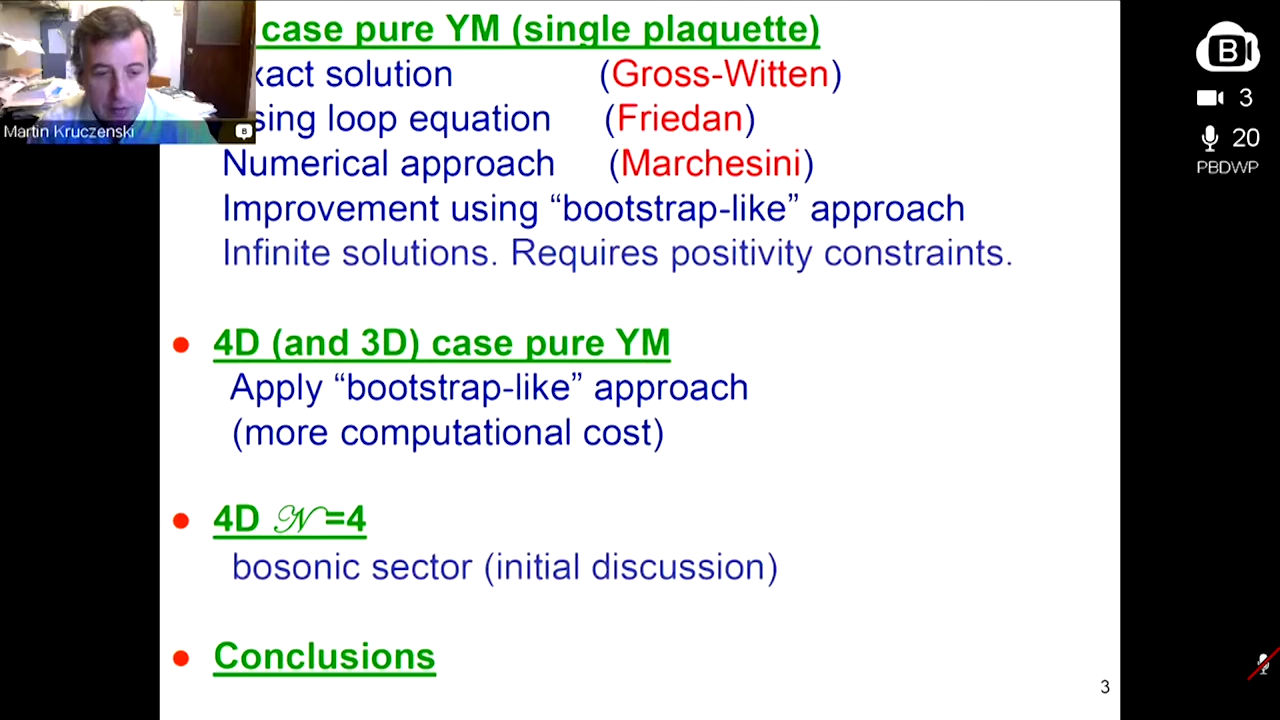 case pure YM (single plaquette)
xact solution (Gross-Witten)
sing loop equation (Friedan)
Numerical approach (Marchesini)
Improvement using “bootstrap-like” approach
Infinite solutions. Requires positivity constraints.
• 4D (and 3D) case pure YM
Apply “bootstrap-like” approach
(more computational cost)
• 4D 𝒩=4
bosonic sector (initial discussion)
• Conclusions
3
Martin Kruczenski
B
B
3
20
PBDWP